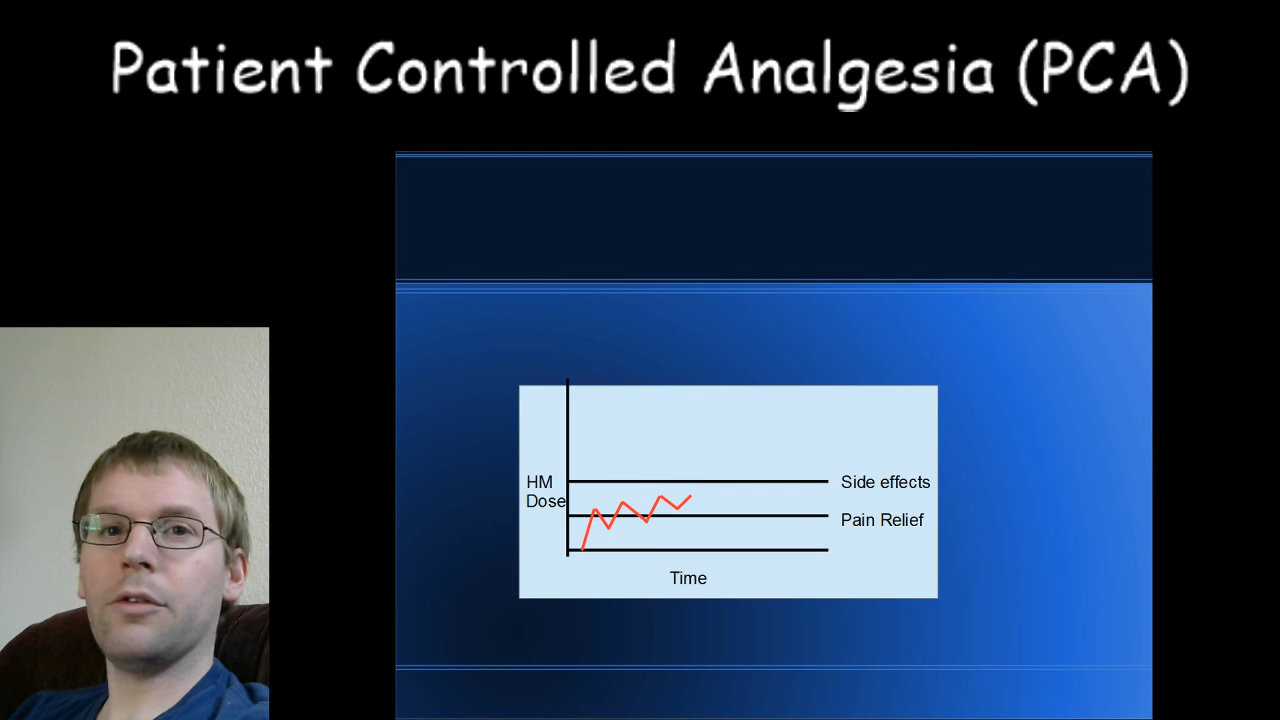 Patient Controlled Analgesia (PCA)
HM
Dose
Side effects
Pain Relief
Time